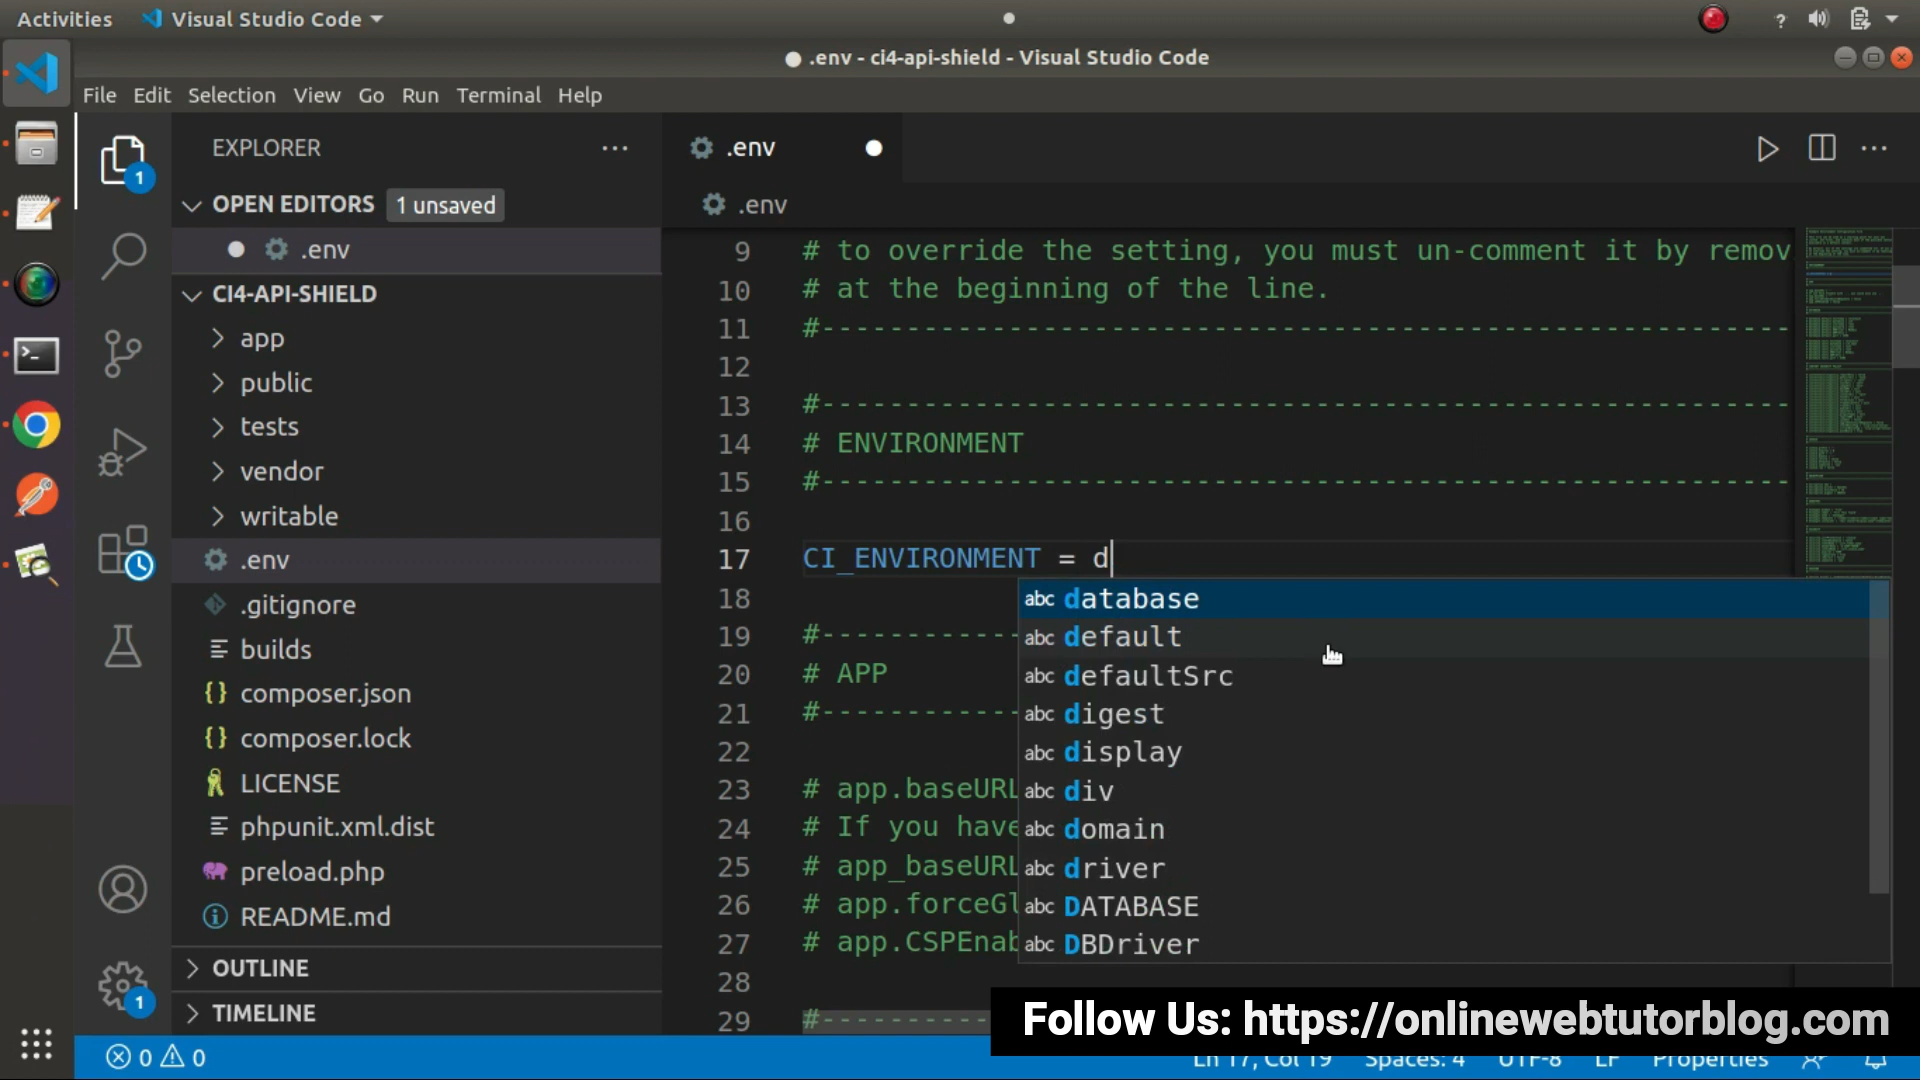 Activities Visual Studio Code ?
.env - ci4-api-shield - Visual Studio Code
File Edit Selection View Go Run Terminal Help
EXPLORER
OPEN EDITORS 1 unsaved
.env
CI4-API-SHIELD
app
public
tests
vendor
writable
.env
.gitignore
builds
composer.json
composer.lock
LICENSE
phpunit.xml.dist
preload.php
README.md
OUTLINE
TIMELINE
1
1
.env
.env
9 # to override the setting, you must un-comment it by remov
10 # at the beginning of the line.
11 #----------------------------------------------------------
12
13 #----------------------------------------------------------
14 # ENVIRONMENT
15 #----------------------------------------------------------
16
17 CI_ENVIRONMENT = d
18
19 #------------
20 # APP
21 #------------
22
23 # app.baseURL
24 # If you have
25 # app_baseURL
26 # app.forceGl
27 # app.CSPEnab
28
29 #----------
abc database
abc default
abc defaultSrc
abc digest
abc display
abc div
abc domain
abc driver
abc DATABASE
abc DBDriver
Follow Us: https://onlinewebtutorblog.com
0 0 Ln 17, Col 19 Spaces: 4 UTF-8 LF Properties